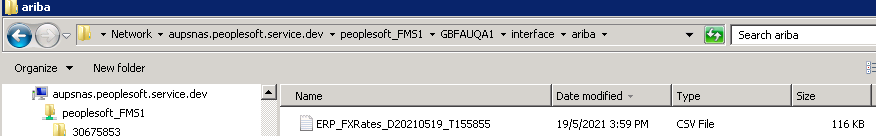 ariba
Network aupsnas.peoplesoft.service.dev peoplesoft_FMS1 GBFAUQA1 interface ariba Search ariba
Organize New folder
aupsnas.peoplesoft.service.dev Name Date modified Type Size
peoplesoft_FMS1
30675853 ERP_FXRates_D20210519_T155855 19/5/2021 3:59 PM CSV File 116 KB